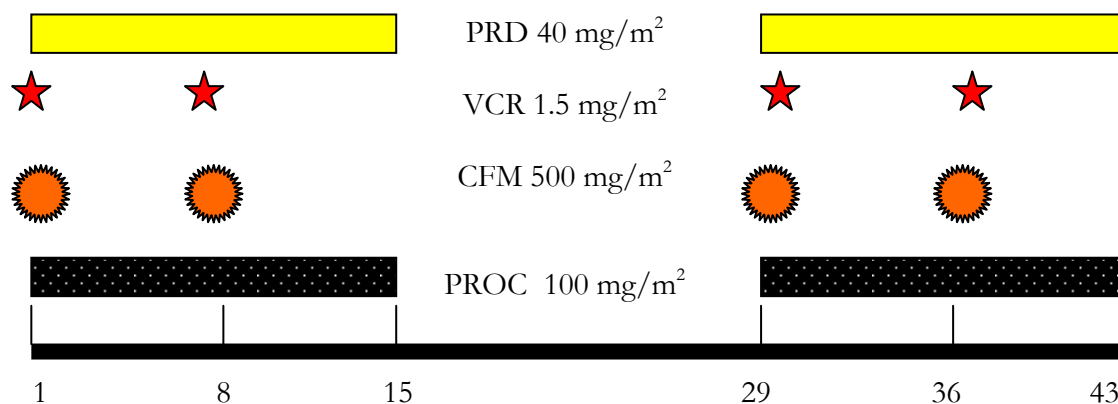 PRD 40 mg/m²
VCR 1.5 mg/m²
CFM 500 mg/m²
PROC 100 mg/m²
1 8 15 29 36 43